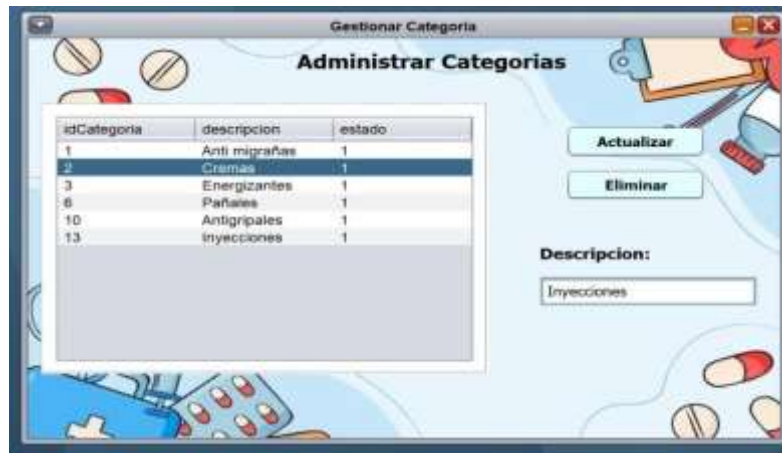 Gestionar Categoria
Administrar Categorias
idCategoria descripcion estado
1 Anti migrañas 1
2 Cremas 1
3 Energizantes 1
6 Pañales 1
10 Antigripales 1
13 Inyecciones 1
Actualizar
Eliminar
Descripcion:
Inyecciones